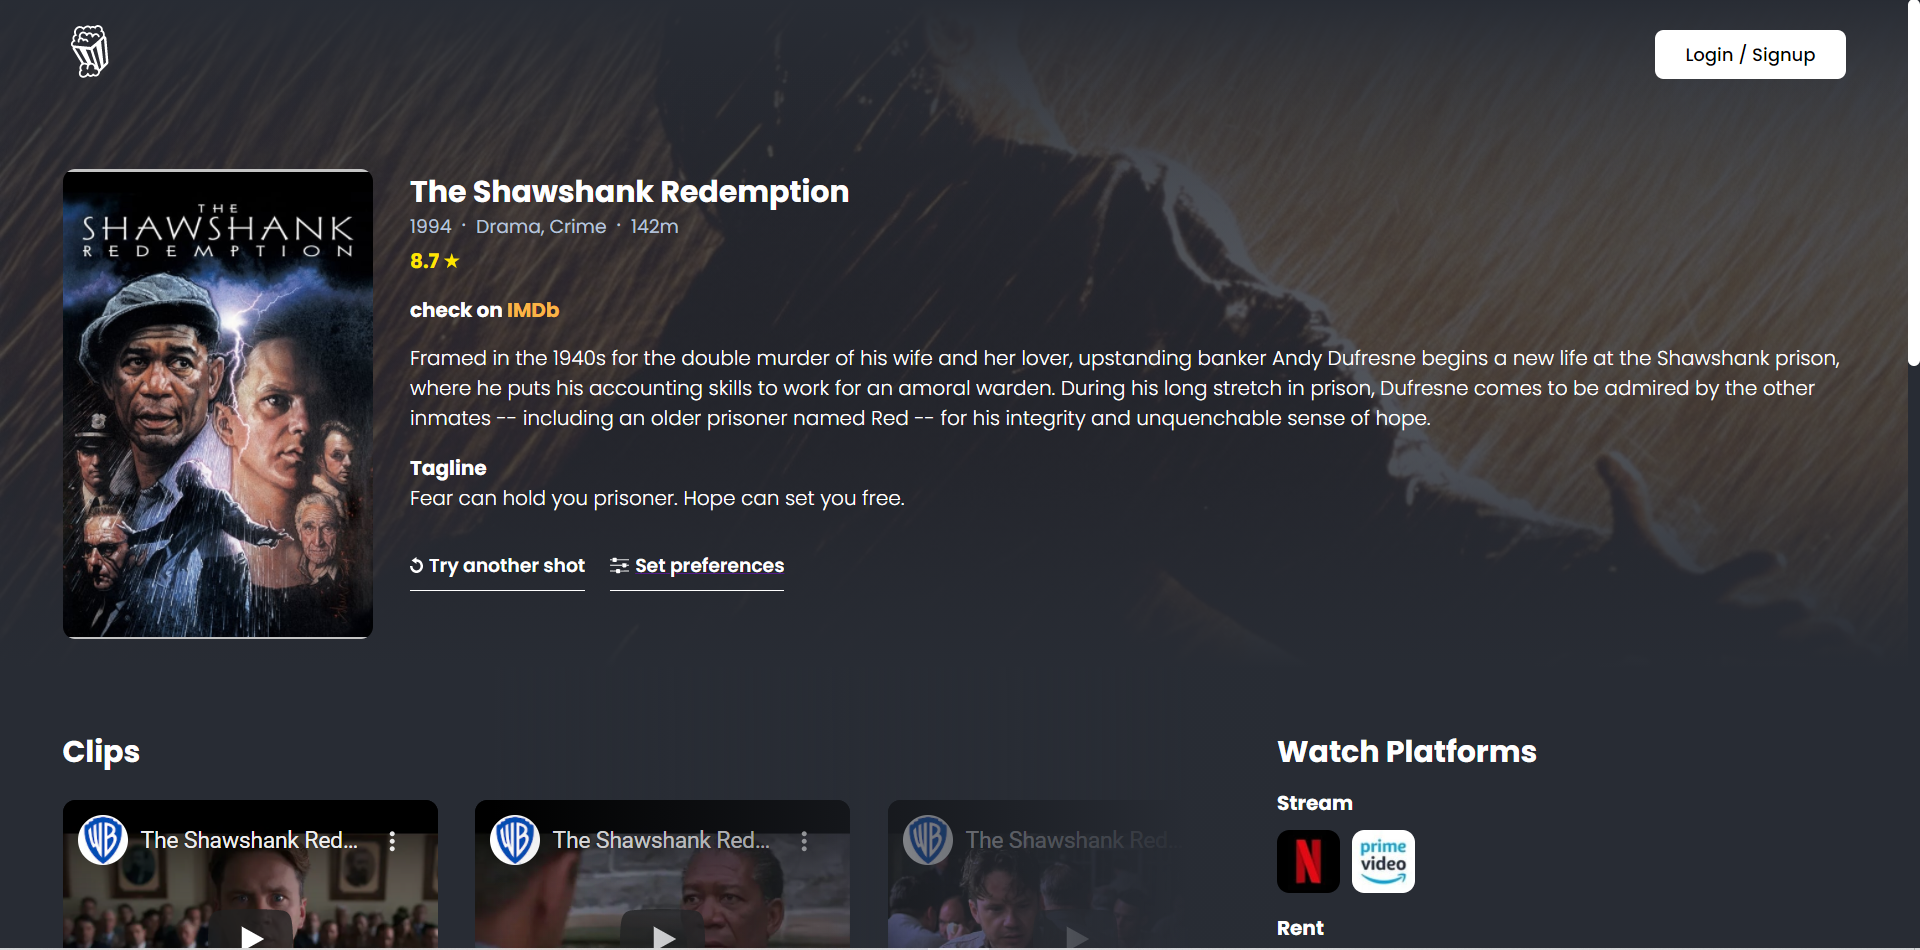 Login / Signup
THE
SHAWSHANK
REDEMPTION
The Shawshank Redemption
1994 · Drama, Crime · 142m
8.7 ★
check on IMDb
Framed in the 1940s for the double murder of his wife and her lover, upstanding banker Andy Dufresne begins a new life at the Shawshank prison,
where he puts his accounting skills to work for an amoral warden. During his long stretch in prison, Dufresne comes to be admired by the other
inmates -- including an older prisoner named Red -- for his integrity and unquenchable sense of hope.
Tagline
Fear can hold you prisoner. Hope can set you free.
Try another shot
Set preferences
Clips
WB The Shawshank Red...
WB The Shawshank Red...
WB The Shawshank Red...
Watch Platforms
Stream
N
prime
video
Rent